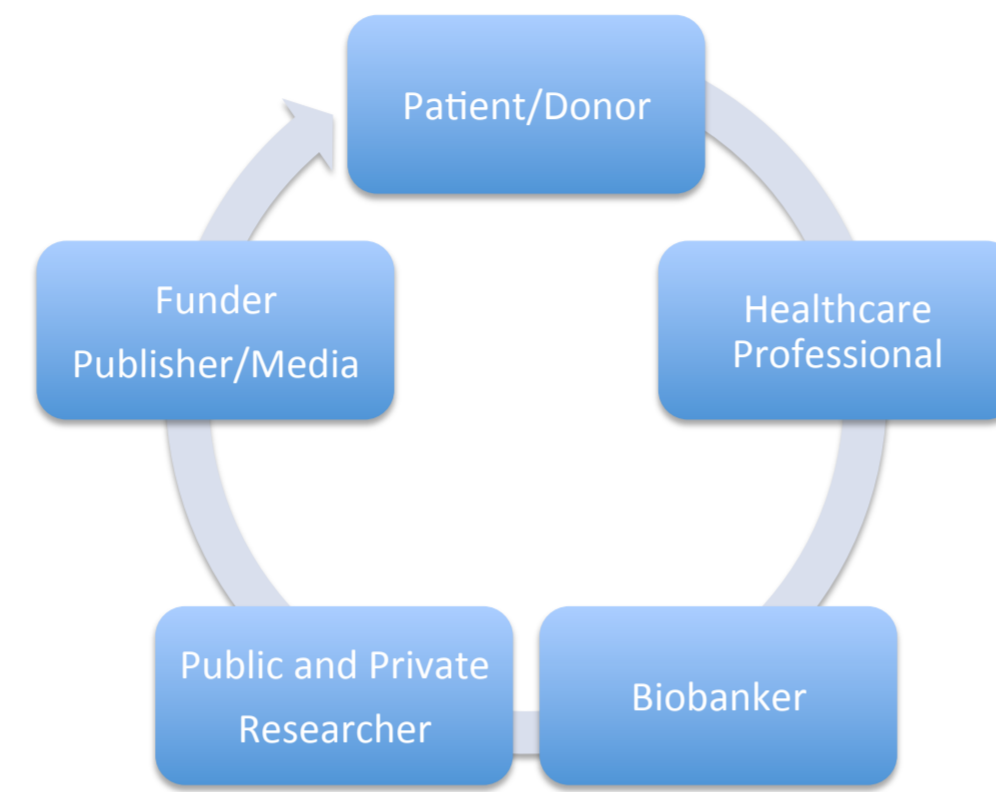 Patient/Donor
Healthcare
Professional
Biobanker
Public and Private
Researcher
Funder
Publisher/Media